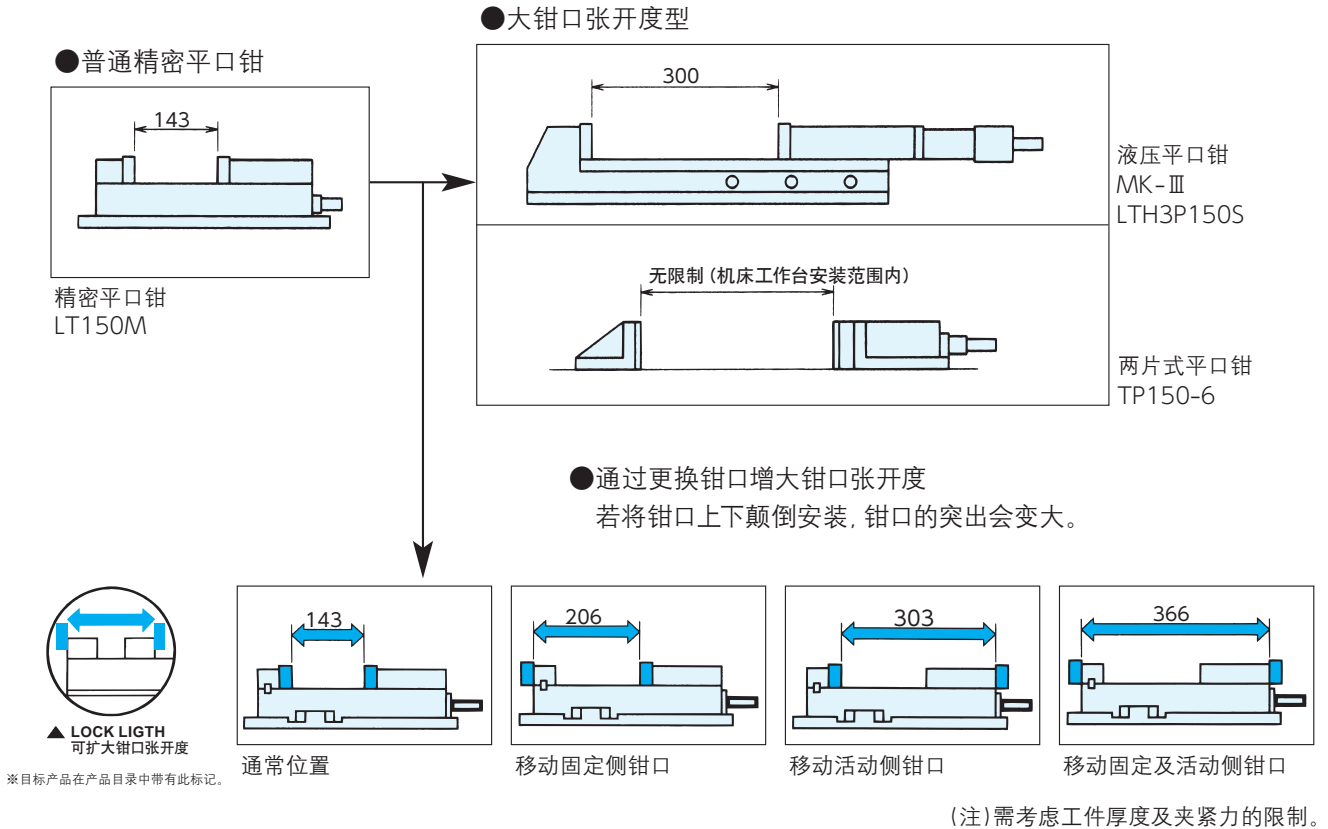 ●普通精密平口钳
143
精密平口钳
LT150M
●大钳口张开度型
300
液压平口钳
MK-Ⅲ
LTH3P150S
无限制（机床工作台安装范围内）
两片式平口钳
TP150-6
●通过更换钳口增大钳口张开度
若将钳口上下颠倒安装, 钳口的突出会变大。
▲ LOCK LIGTH
可扩大钳口张开度
※目标产品在产品目录中带有此标记。
143
通常位置
206
移动固定侧钳口
303
移动活动侧钳口
366
移动固定及活动侧钳口
(注)需考虑工件厚度及夹紧力的限制。